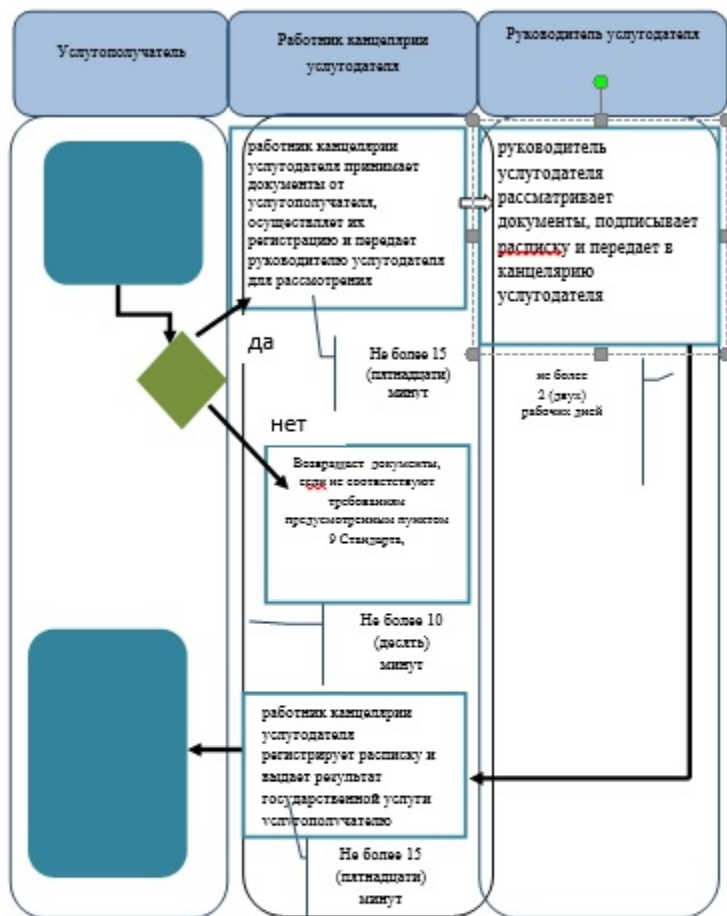 Услугополучатель
Работник канцелярии
услугодателя
Руководитель услугодателя
работник канцелярии
услугодателя принимает
документы от
услугополучателя,
осуществляет их
регистрацию и передает
руководителю услугодателя
для рассмотрения
руководитель
услугодателя
рассматривает
документы, подписывает
расписку и передает в
канцелярию
услугодателя
да
Не более 15
(пятнадцати)
минут
не более
2 (двух)
рабочих дней
нет
Возвращает документы,
если не соответствуют
требованиям
предусмотренным пунктом
9 Стандарта,
Не более 10
(десять)
минут
работник канцелярии
услугодателя
регистрирует расписку и
выдает результат
государственной услуги
услугополучателю
Не более 15
(пятнадцати)
минут